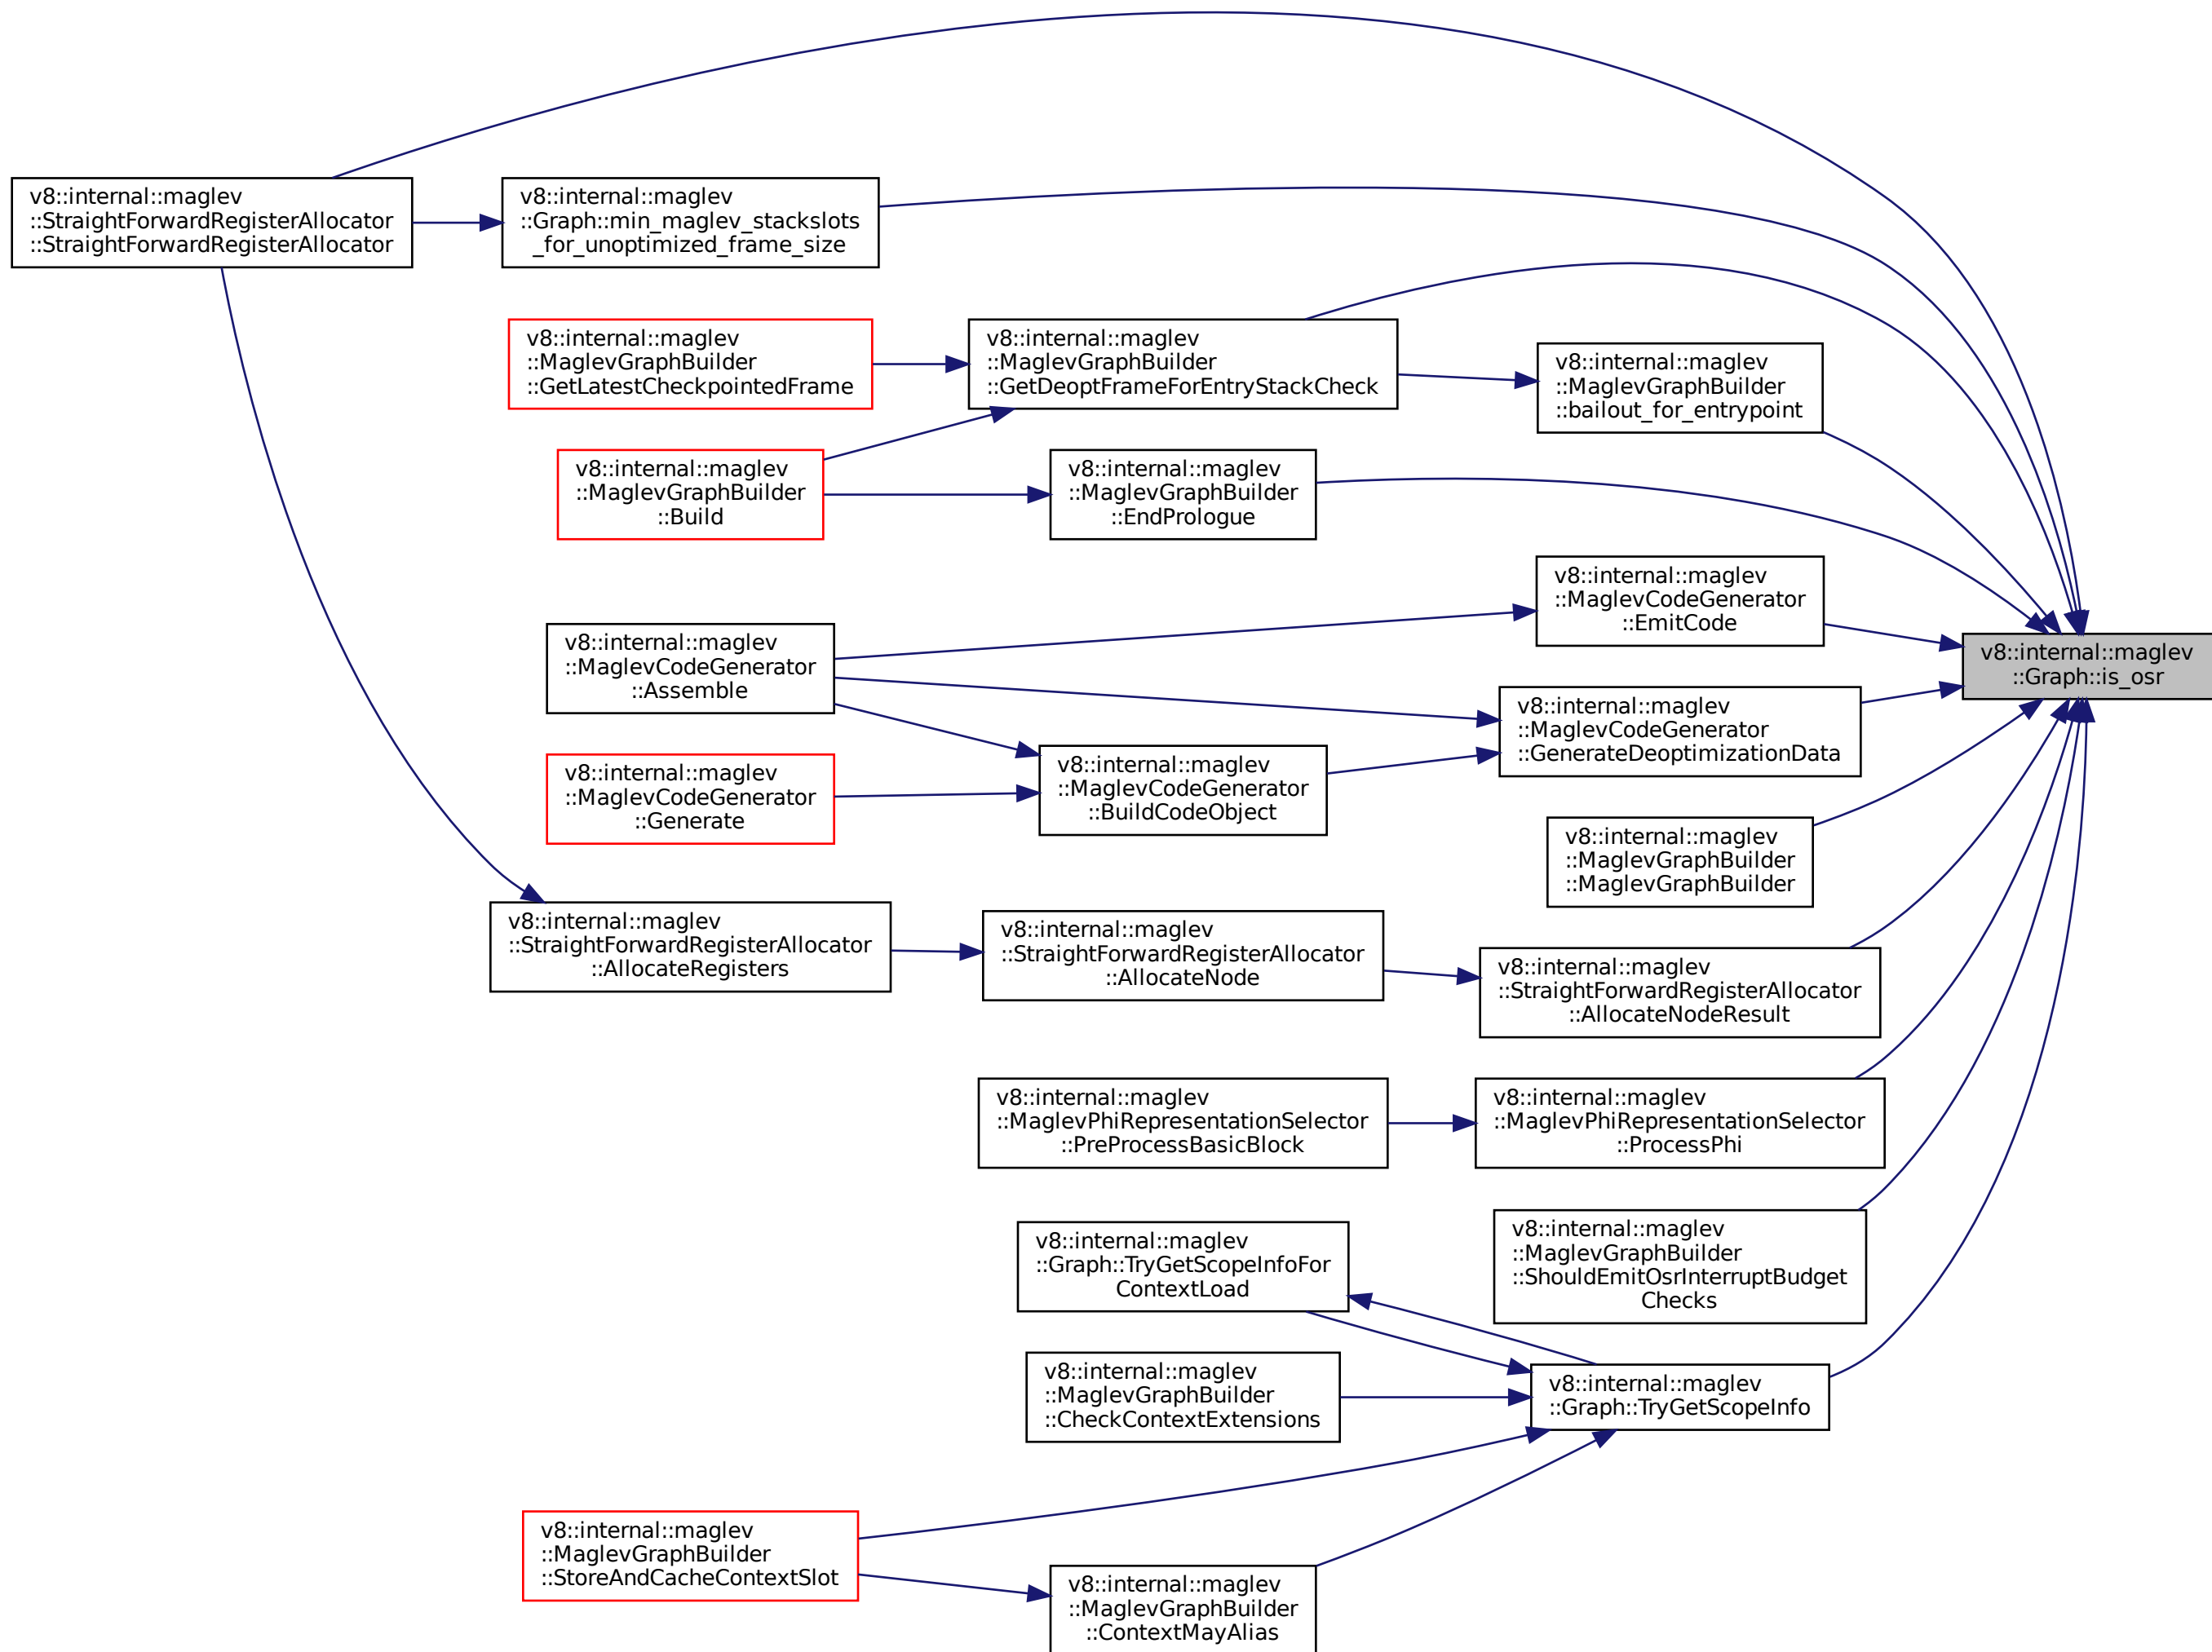 v8::internal::maglev
::StraightForwardRegisterAllocator
::StraightForwardRegisterAllocator
v8::internal::maglev
::Graph::min_maglev_stackslots
_for_unoptimized_frame_size
v8::internal::maglev
::MaglevGraphBuilder
::GetLatestCheckpointedFrame
v8::internal::maglev
::MaglevGraphBuilder
::GetDeoptFrameForEntryStackCheck
v8::internal::maglev
::MaglevGraphBuilder
::bailout_for_entrypoint
v8::internal::maglev
::MaglevGraphBuilder
::Build
v8::internal::maglev
::MaglevGraphBuilder
::EndPrologue
v8::internal::maglev
::MaglevCodeGenerator
::EmitCode
v8::internal::maglev
::MaglevCodeGenerator
::Assemble
v8::internal::maglev
::Graph::is_osr
v8::internal::maglev
::MaglevCodeGenerator
::GenerateDeoptimizationData
v8::internal::maglev
::MaglevCodeGenerator
::Generate
v8::internal::maglev
::MaglevCodeGenerator
::BuildCodeObject
v8::internal::maglev
::MaglevGraphBuilder
::MaglevGraphBuilder
v8::internal::maglev
::StraightForwardRegisterAllocator
::AllocateRegisters
v8::internal::maglev
::StraightForwardRegisterAllocator
::AllocateNode
v8::internal::maglev
::StraightForwardRegisterAllocator
::AllocateNodeResult
v8::internal::maglev
::MaglevPhiRepresentationSelector
::PreProcessBasicBlock
v8::internal::maglev
::MaglevPhiRepresentationSelector
::ProcessPhi
v8::internal::maglev
::Graph::TryGetScopeInfoFor
ContextLoad
v8::internal::maglev
::MaglevGraphBuilder
::ShouldEmitOsrInterruptBudget
Checks
v8::internal::maglev
::MaglevGraphBuilder
::CheckContextExtensions
v8::internal::maglev
::Graph::TryGetScopeInfo
v8::internal::maglev
::MaglevGraphBuilder
::StoreAndCacheContextSlot
v8::internal::maglev
::MaglevGraphBuilder
::ContextMayAlias